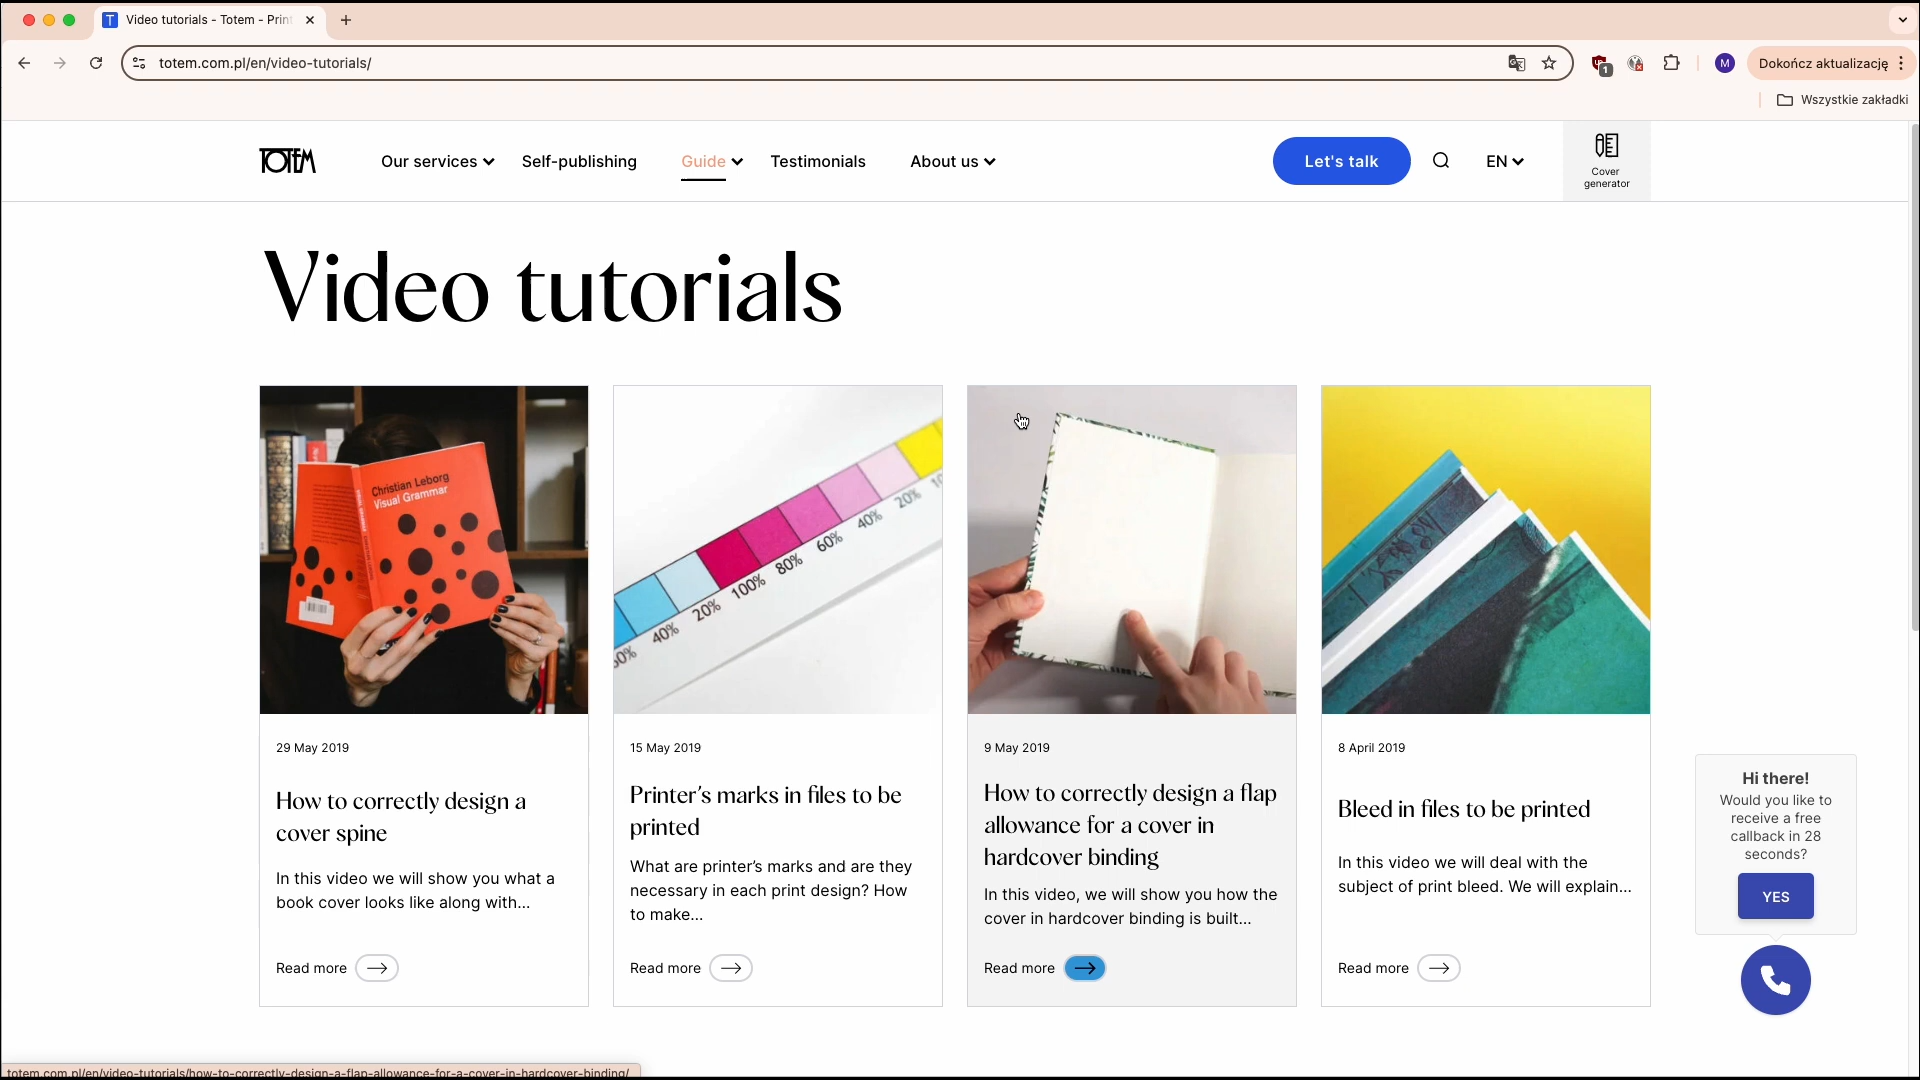 Video tutorials - Totem - Prin
totem.com.pl/en/video-tutorials/
1
M
Dokończ aktualizację
Wszystkie zakładki
TOTEM
Our services
Self-publishing
Guide
Testimonials
About us
Let's talk
EN
Cover
generator
Video tutorials
Christian Leborg
Visual Grammar
40%
20%
100%
80%
60%
40%
20%
29 May 2019
How to correctly design a
cover spine
In this video we will show you what a
book cover looks like along with...
Read more
15 May 2019
Printer's marks in files to be
printed
What are printer's marks and are they
necessary in each print design? How
to make...
Read more
9 May 2019
How to correctly design a flap
allowance for a cover in
hardcover binding
In this video, we will show you how the
cover in hardcover binding is built...
Read more
8 April 2019
Bleed in files to be printed
In this video we will deal with the
subject of print bleed. We will explain...
Read more
Hi there!
Would you like to
receive a free
callback in 28
seconds?
YES
totem.com.pl/en/video-tutorials/how-to-correctly-design-a-flap-allowance-for-a-cover-in-hardcover-binding/